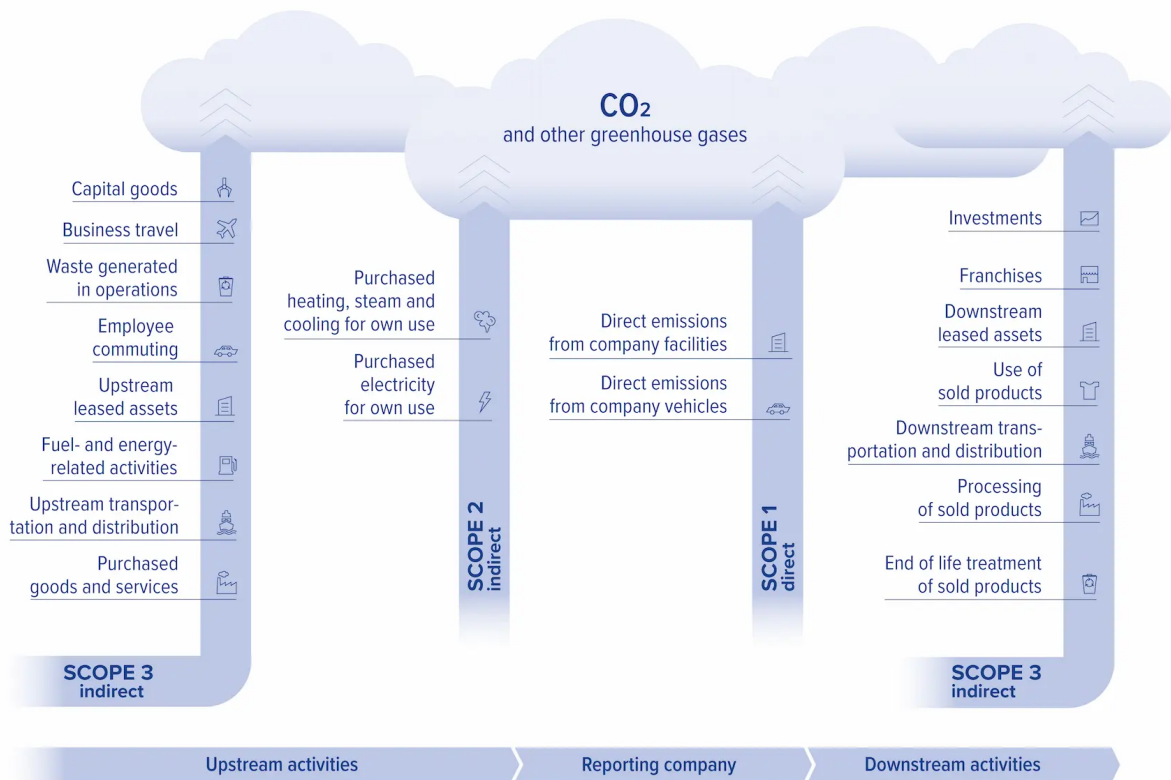 CO₂
and other greenhouse gases
Capital goods
Business travel
Waste generated
in operations
Employee
commuting
Upstream
leased assets
Fuel- and energy-
related activities
Upstream transpor-
tation and distribution
Purchased
goods and services
SCOPE 3
indirect
Purchased
heating, steam and
cooling for own use
Purchased
electricity
for own use
SCOPE 2
indirect
Direct emissions
from company facilities
Direct emissions
from company vehicles
SCOPE 1
direct
Investments
Franchises
Downstream
leased assets
Use of
sold products
Downstream trans-
portation and distribution
Processing
of sold products
End of life treatment
of sold products
SCOPE 3
indirect
Upstream activities
Reporting company
Downstream activities